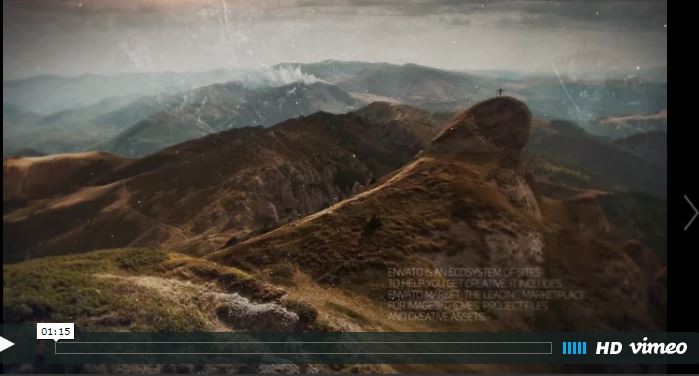 ENVATO IS AN ECOSYSTEM OF SITES
TO HELP YOU GET CREATIVE. IT INCLUDES
ENVATO MARKET, THE LEADING MARKETPLACE
FOR IMAGES, THEMES, PROJECT FILES
AND CREATIVE ASSETS.
01:15
HD vimeo